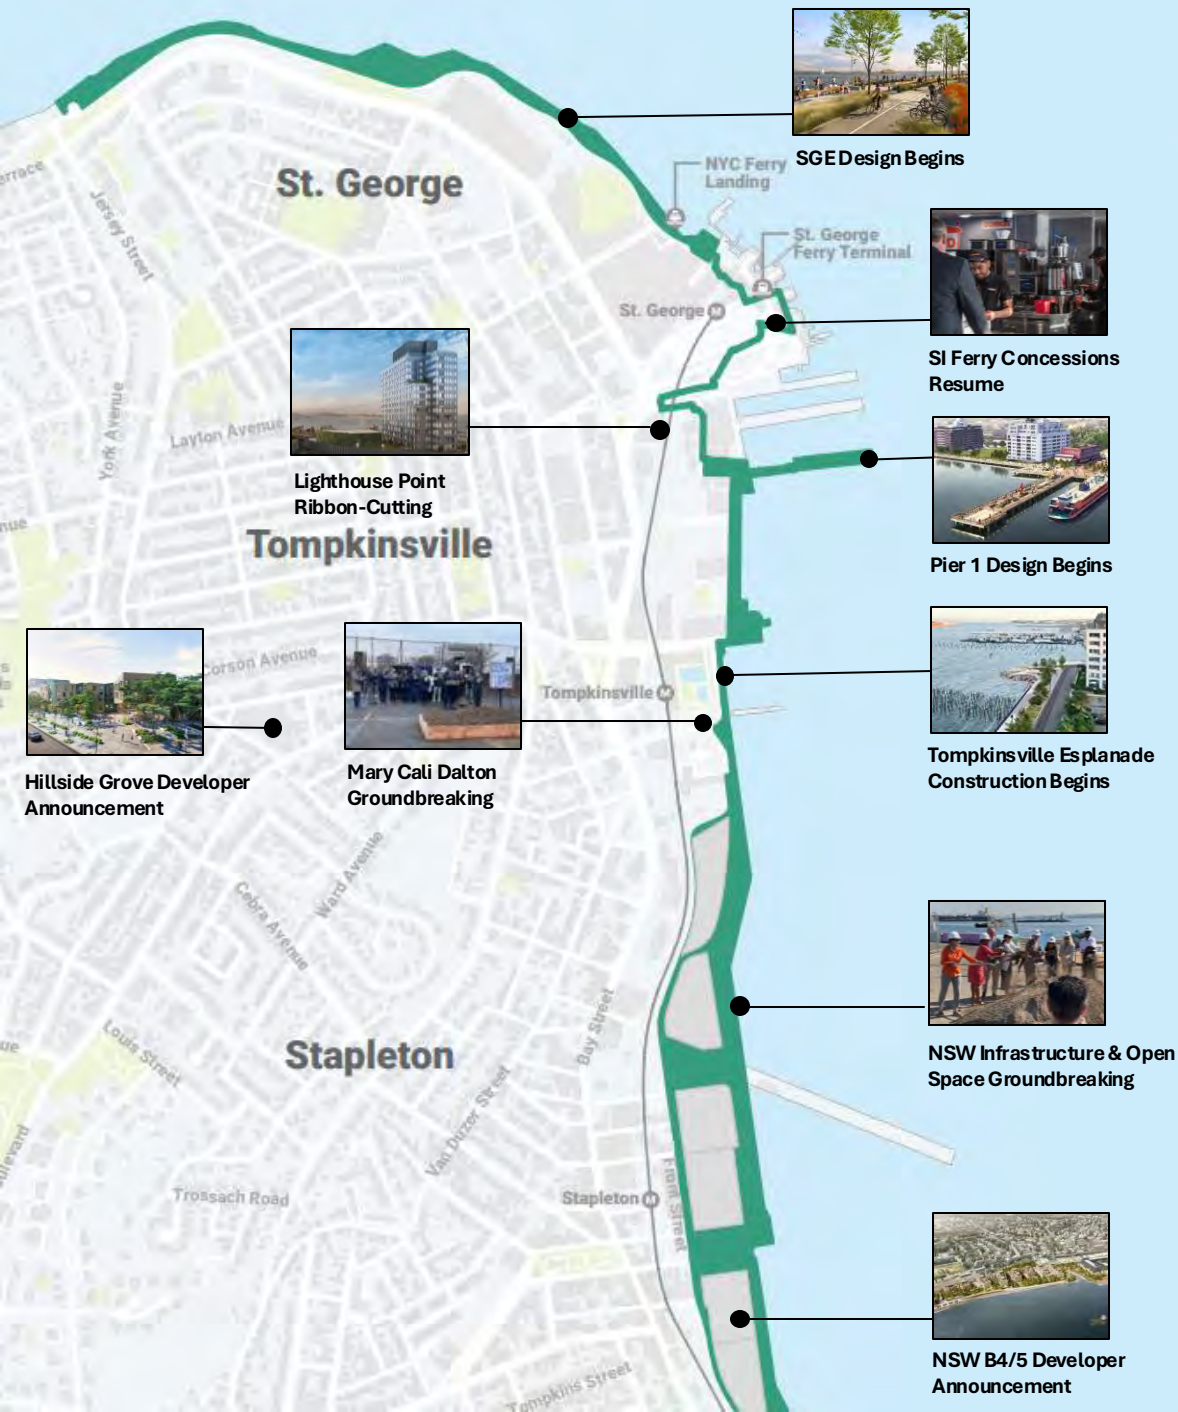 SGE Design Begins
NYC Ferry
Landing
St. George
St. George
Ferry Terminal
St. George
SI Ferry Concessions
Resume
Jersey Street
York Avenue
Layton Avenue
Lighthouse Point
Ribbon-Cutting
Tompkinsville
Pier 1 Design Begins
Corson Avenue
Tompkinsville
Hillside Grove Developer
Announcement
Mary Cali Dalton
Groundbreaking
Tompkinsville Esplanade
Construction Begins
Ward Avenue
Cebra Avenue
Louis Street
Bay Street
Stapleton
NSW Infrastructure & Open
Space Groundbreaking
Van Duzer Street
Trossach Road
Stapleton
Front Street
Tompkins Street
NSW B4/5 Developer
Announcement